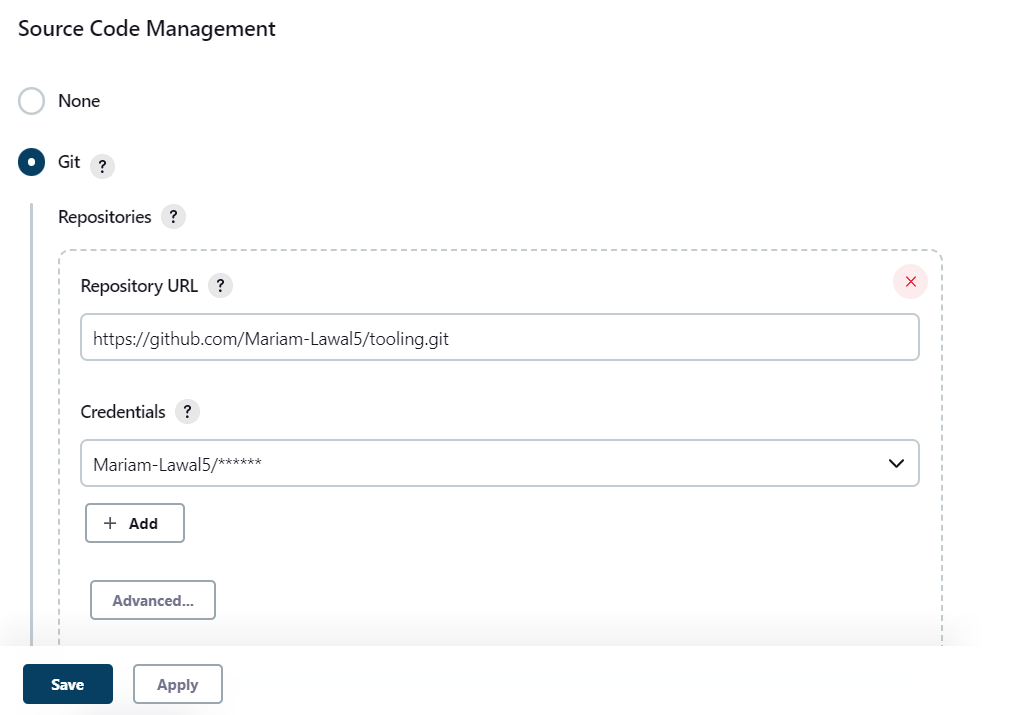 Source Code Management
None
Git ?
Repositories ?
Repository URL ?
https://github.com/Mariam-Lawal5/tooling.git
Credentials ?
Mariam-Lawal5/******
+ Add
Advanced...
Save Apply